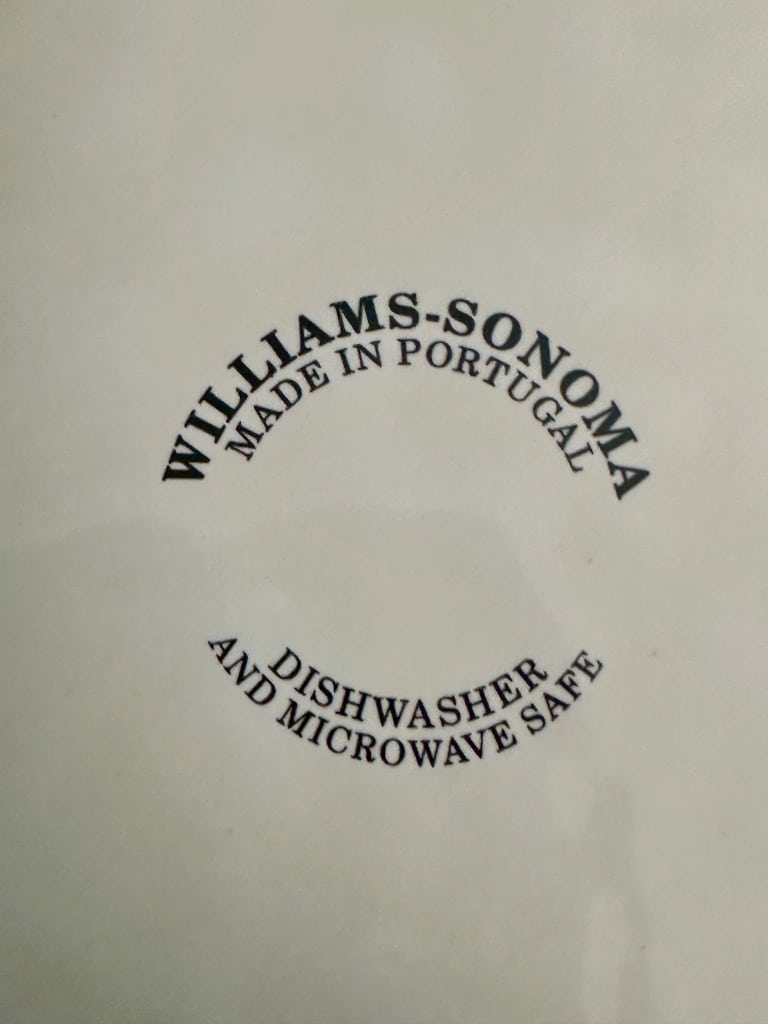 WILLIAMS-SONOMA
MADE IN PORTUGAL
DISHWASHER
AND MICROWAVE SAFE